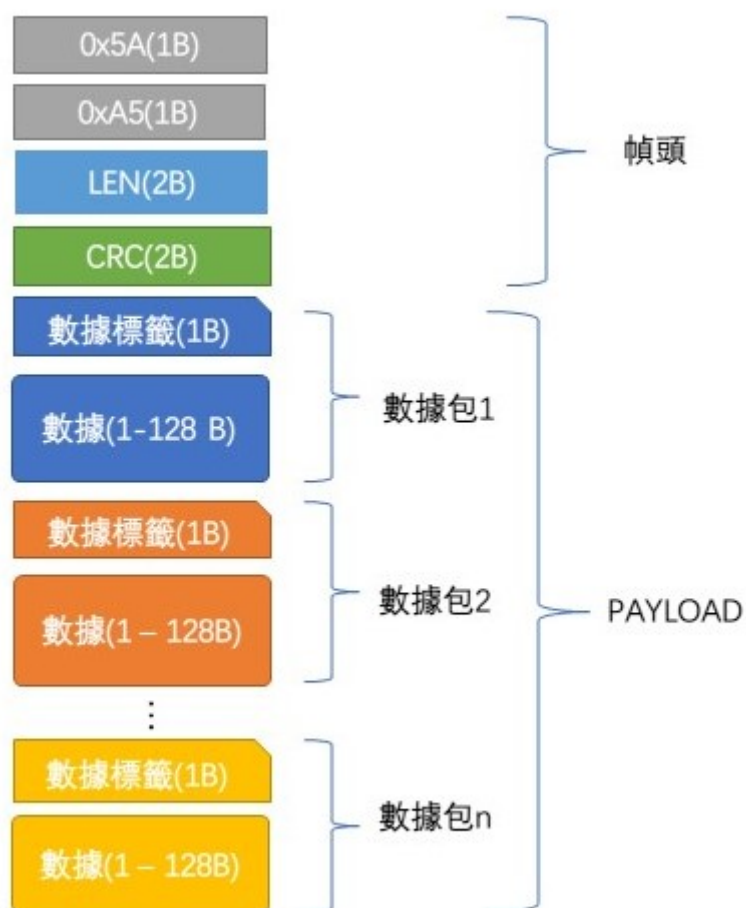 0x5A(1B)
0xA5(1B)
LEN(2B)
CRC(2B)
幀頭
數據標籤(1B)
數據(1-128 B)
數據包1
數據標籤(1B)
數據(1 – 128B)
數據包2
PAYLOAD
⋮
數據標籤(1B)
數據(1 – 128B)
數據包n